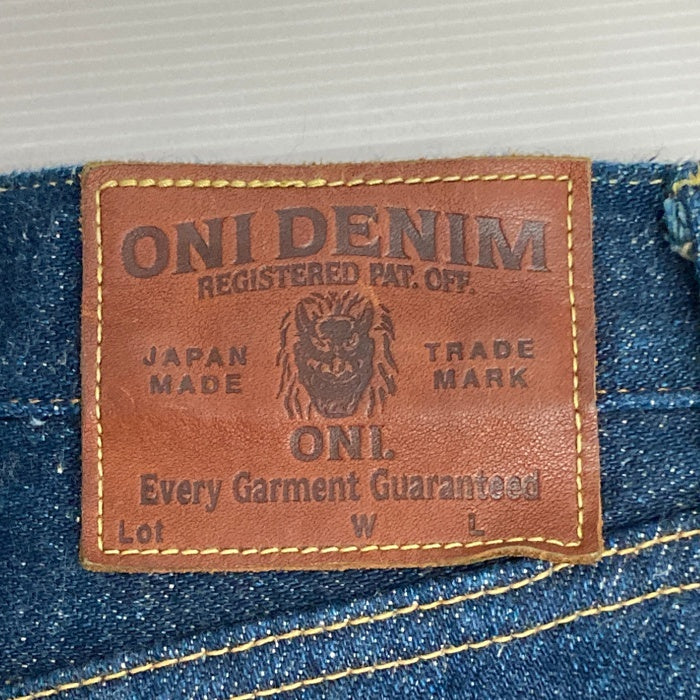 ONI DENIM
REGISTERED PAT. OFF.
JAPAN MADE
TRADE MARK
ONI.
Every Garment Guaranteed
Lot W L